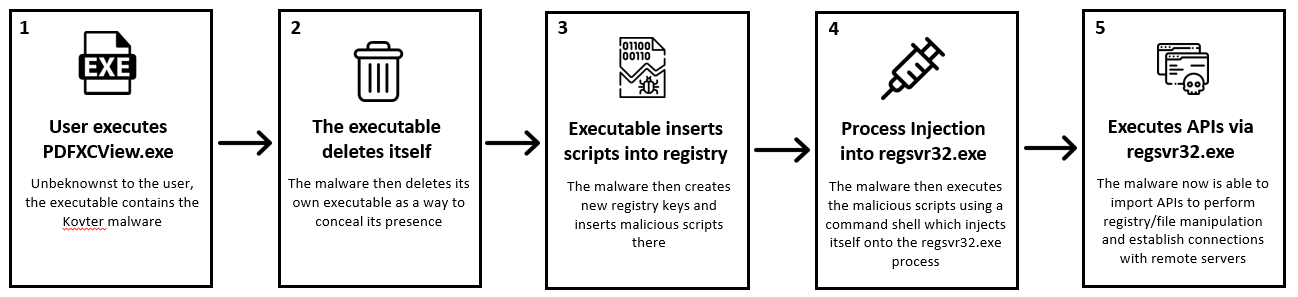 1
EXE
User executes
PDFXCView.exe
Unbeknownst to the user,
the executable contains the
Kovter malware
2
The executable
deletes itself
The malware then deletes its
own executable as a way to
conceal its presence
3
01100
00110
Executable inserts
scripts into registry
The malware then creates
new registry keys and
inserts malicious scripts
there
4
Process Injection
into regsvr32.exe
The malware then executes
the malicious scripts using a
command shell which injects
itself onto the regsvr32.exe
process
5
Executes APIs via
regsvr32.exe
The malware now is able to
import APIs to perform
registry/file manipulation
and establish connections
with remote servers